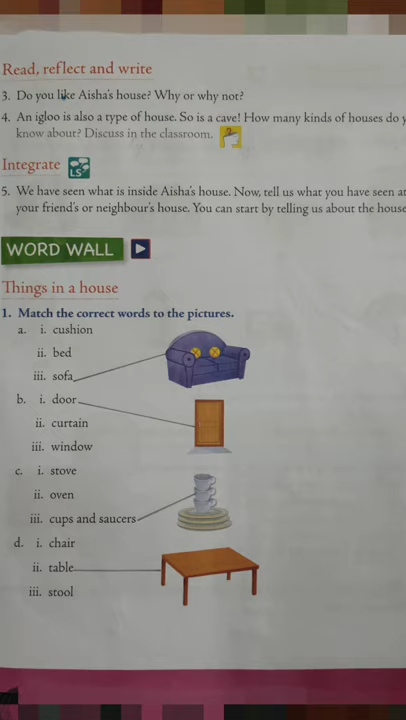 Read, reflect and write
3. Do you like Aisha's house? Why or why not?
4. An igloo is also a type of house. So is a cave! How many kinds of houses do
know about? Discuss in the classroom.
Integrate LS
5. We have seen what is inside Aisha's house. Now, tell us what you have seen at
your friend's or neighbour's house. You can start by telling us about the house
WORD WALL
Things in a house
1. Match the correct words to the pictures.
a. i. cushion
ii. bed
iii. sofa
b. i. door
ii. curtain
iii. window
c. i. stove
ii. oven
iii. cups and saucers
d. i. chair
ii. table
iii. stool